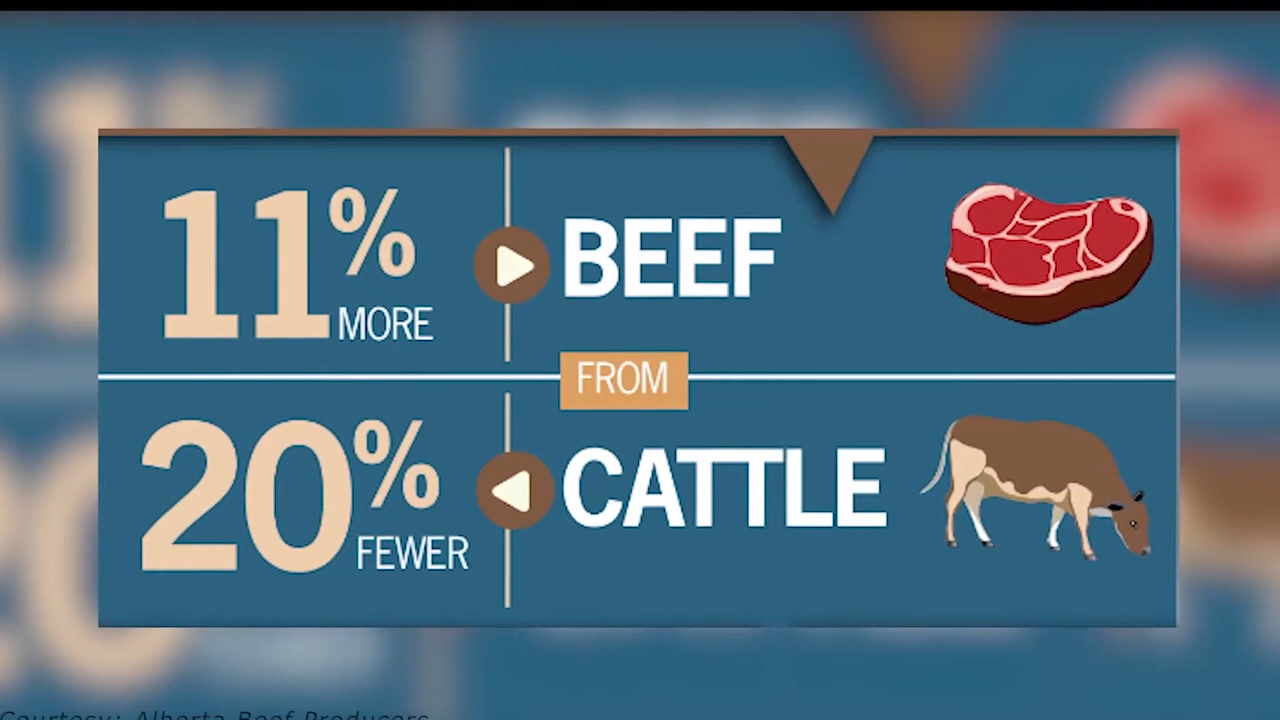 11%
MORE
BEEF
FROM
20%
FEWER
CATTLE
Courtesy: Alberta Beef Producers